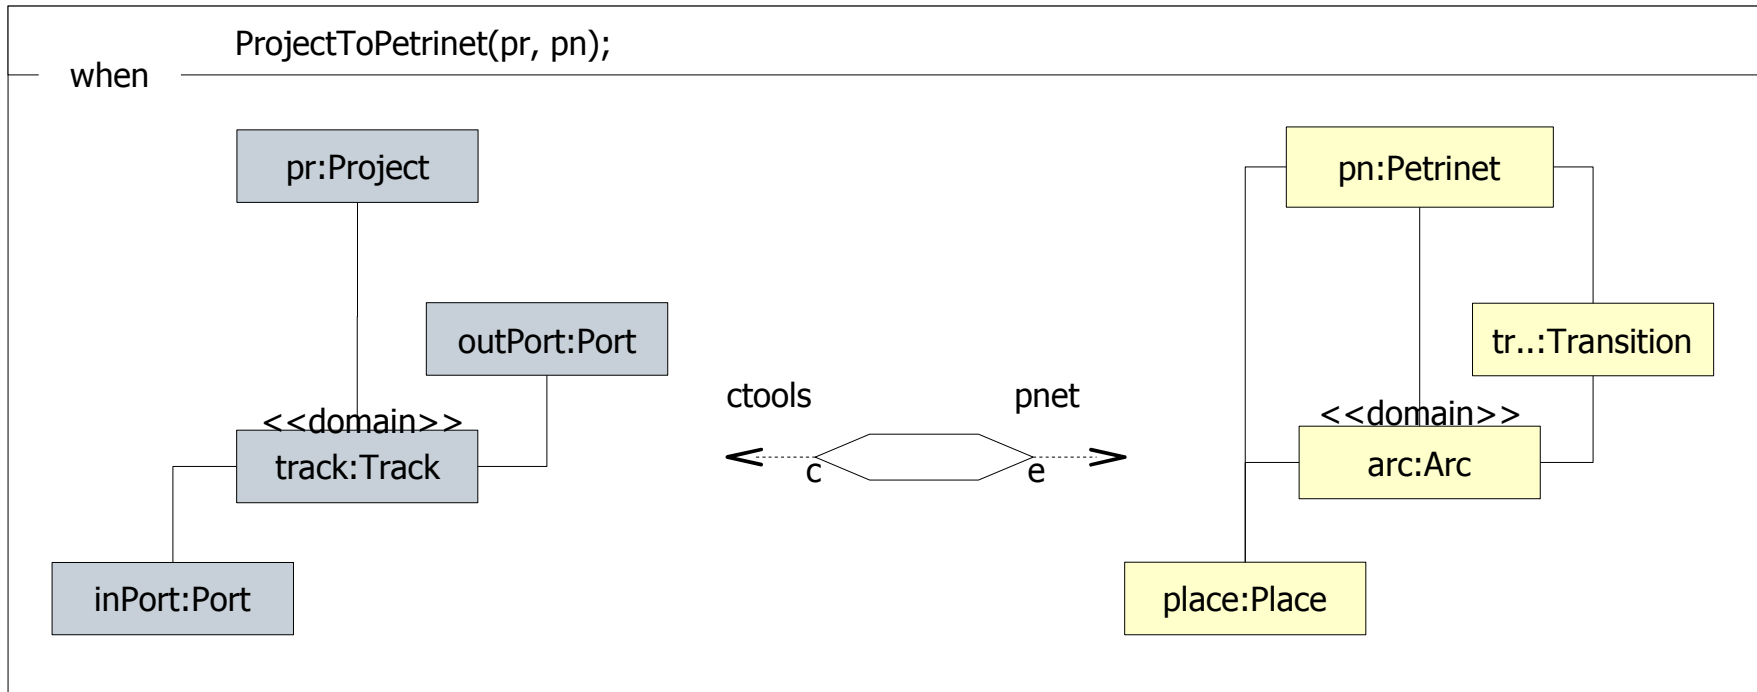 ProjectToPetrinet(pr, pn);
when
pr:Project
pn:Petrinet
outPort:Port
tr..:Transition
ctools
pnet
<<domain>>
<<domain>>
track:Track
c
e
arc:Arc
inPort:Port
place:Place